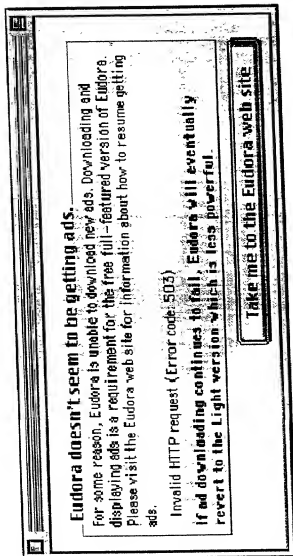 Eudora doesn't seem to be getting ads.
For some reason, Eudora is unable to download new ads. Downloading and
displaying ads is a requirement for the free full-featured version of Eudora.
Please visit the Eudora web site for information about how to resume getting
ads.
Invalid HTTP request (Error code: 503)
If ad downloading continues to fail, Eudora will eventually
revert to the Light version which is less powerful.
Take me to the Eudora web site